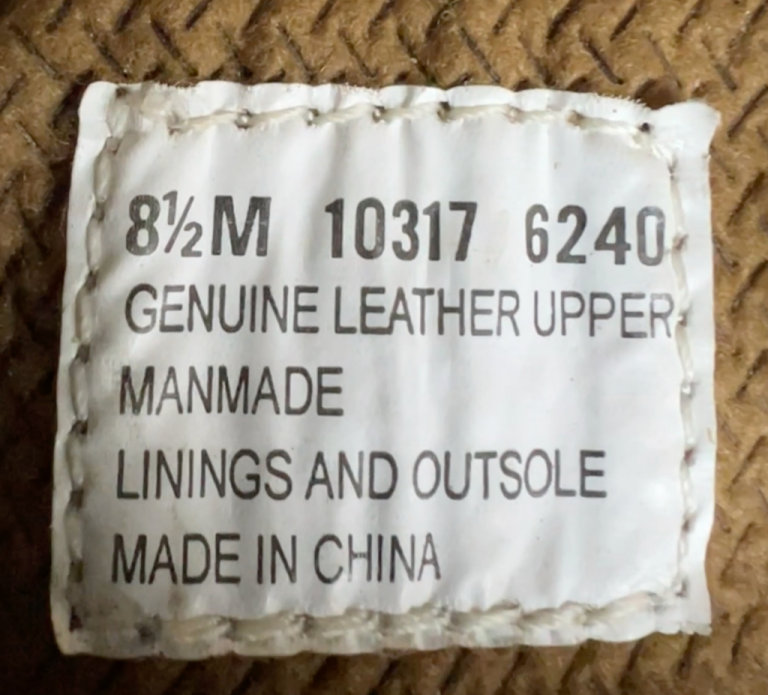 8½M 10317 6240
GENUINE LEATHER UPPER
MANMADE
LININGS AND OUTSOLE
MADE IN CHINA